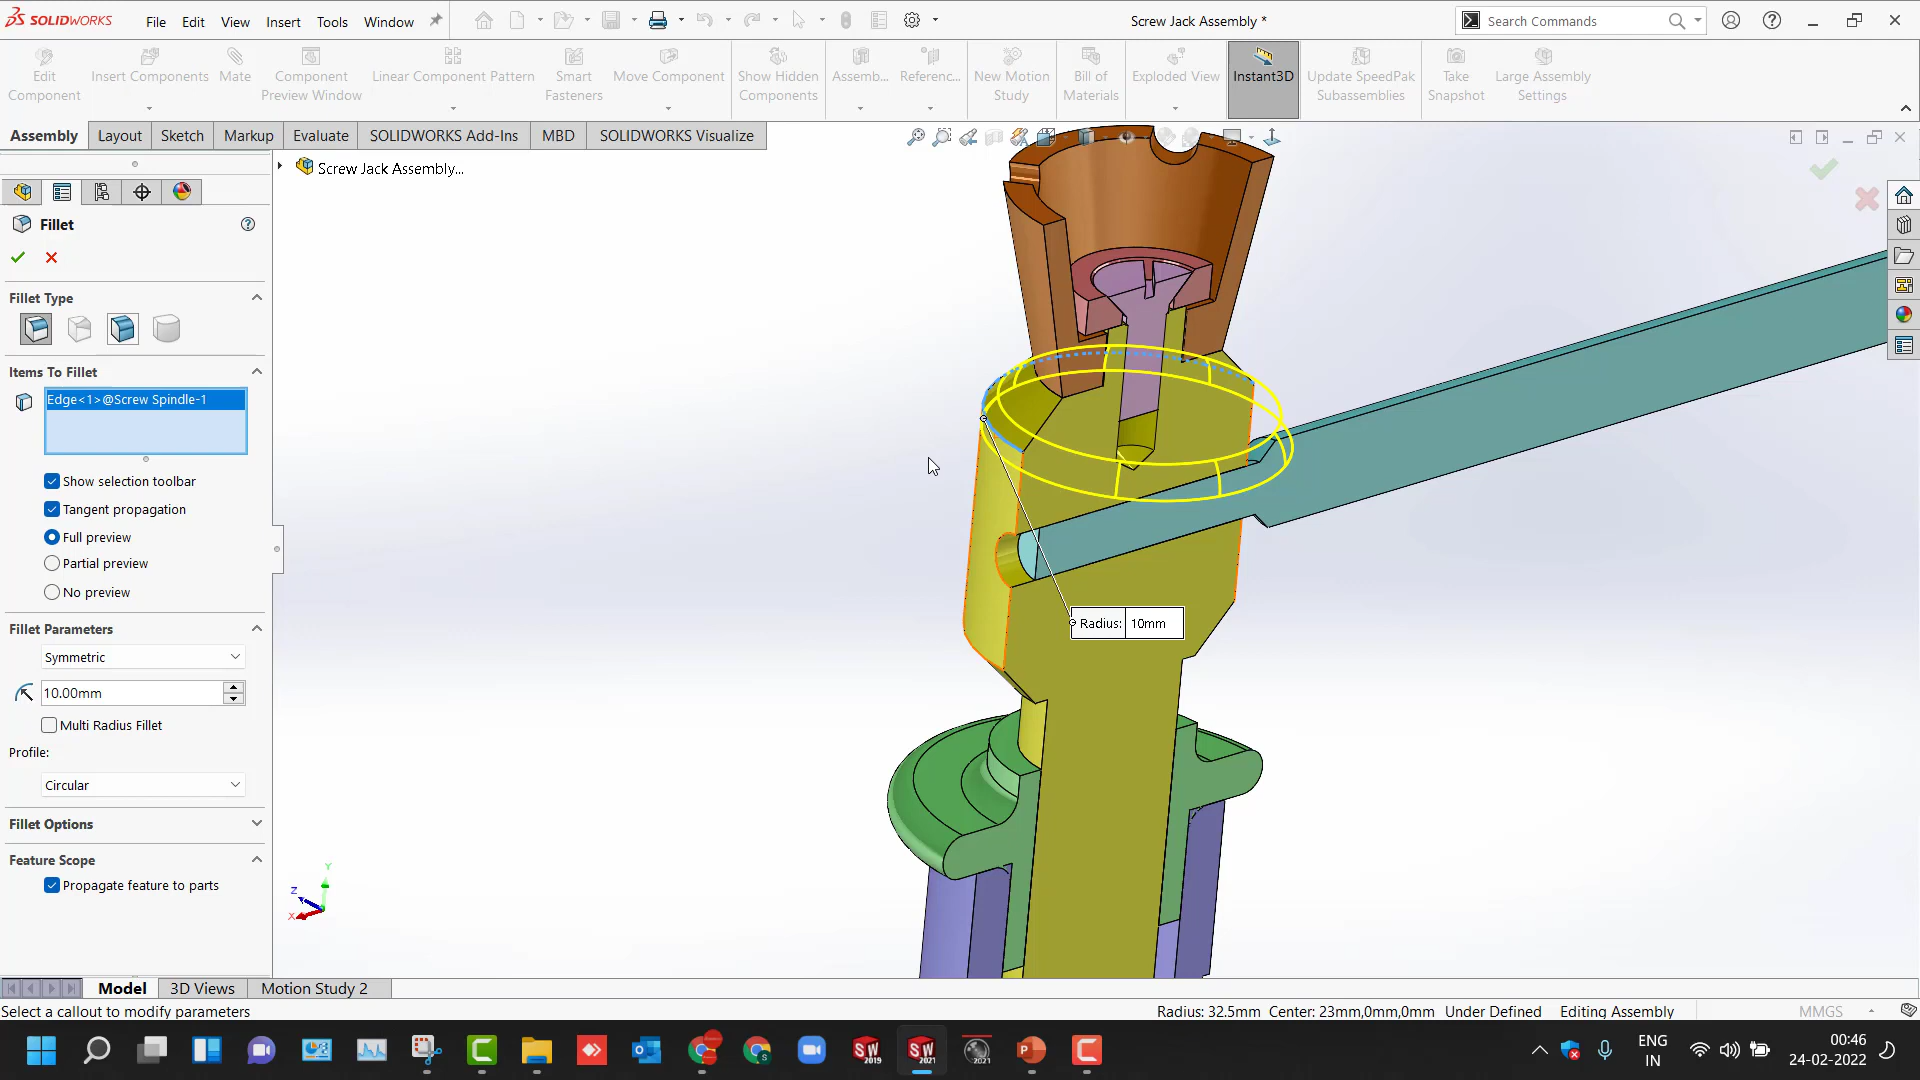 SOLIDWORKS File Edit View Insert Tools Window Screw Jack Assembly * Search Commands
Edit Component
Insert Components
Mate
Component Preview Window
Linear Component Pattern
Smart Fasteners
Move Component
Show Hidden Components
Assemb...
Referenc...
New Motion Study
Bill of Materials
Exploded View
Instant3D
Update SpeedPak Subassemblies
Take Snapshot
Large Assembly Settings
Assembly Layout Sketch Markup Evaluate SOLIDWORKS Add-Ins MBD SOLIDWORKS Visualize
Screw Jack Assembly...
Fillet
Fillet Type
Items To Fillet
Edge<1>@Screw Spindle-1
Show selection toolbar
Tangent propagation
Full preview
Partial preview
No preview
Fillet Parameters
Symmetric
10.00mm
Multi Radius Fillet
Profile:
Circular
Fillet Options
Feature Scope
Propagate feature to parts
Radius: 10mm
Y
Z
X
Model 3D Views Motion Study 2
Select a callout to modify parameters Radius: 32.5mm Center: 23mm,0mm,0mm Under Defined Editing Assembly MMGS
SW 2019
SW 2021
2021
ENG
IN
00:46
24-02-2022